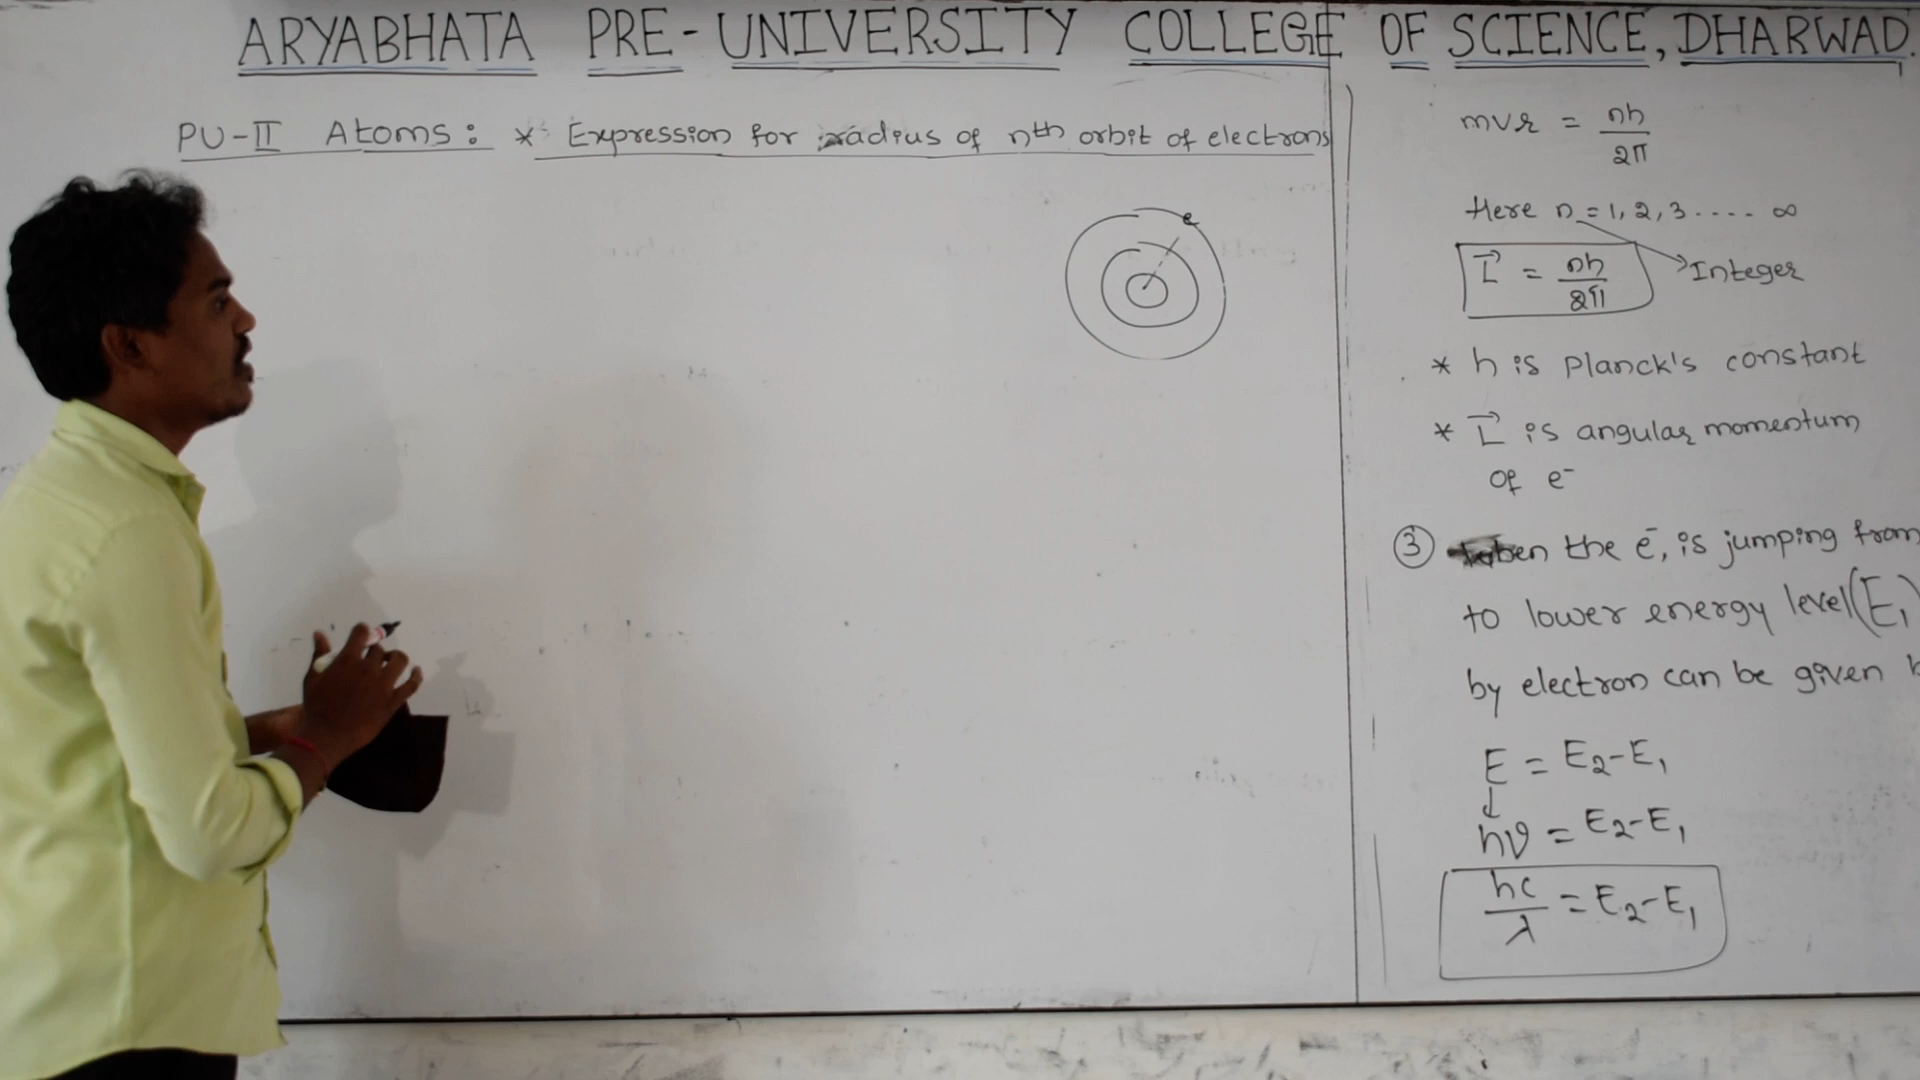 ARYABHATA PRE-UNIVERSITY COLLEGE OF SCIENCE, DHARWAD.
PU-II Atoms: * Expression for radius of nth orbit of electrons
e
mvr = nh/2π
Here n = 1, 2, 3 .... ∞
L⃗ = nh/2π
Integer
* h is Planck's constant
* L⃗ is angular momentum
of e⁻
③ the e⁻, is jumping from
to lower energy level (E₁)
by electron can be given
E = E₂-E₁
↓
hν = E₂-E₁
hc/λ = E₂-E₁